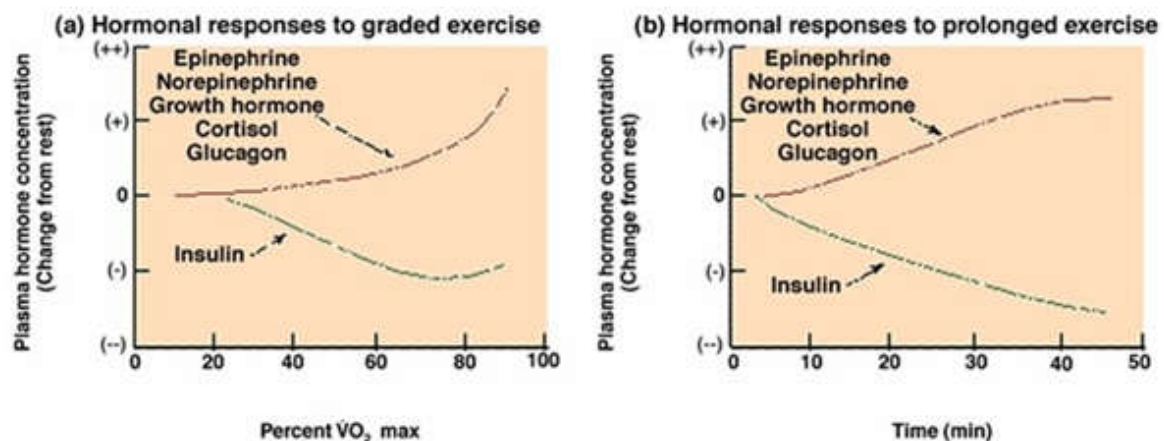 (a) Hormonal responses to graded exercise
Plasma hormone concentration
(Change from rest)
(++)
(+)
0
(-)
(--)
Epinephrine
Norepinephrine
Growth hormone
Cortisol
Glucagon
Insulin
0 20 40 60 80 100
Percent V̇O₂ max
(b) Hormonal responses to prolonged exercise
Plasma hormone concentration
(Change from rest)
(++)
(+)
0
(-)
(--)
Epinephrine
Norepinephrine
Growth hormone
Cortisol
Glucagon
Insulin
0 10 20 30 40 50
Time (min)